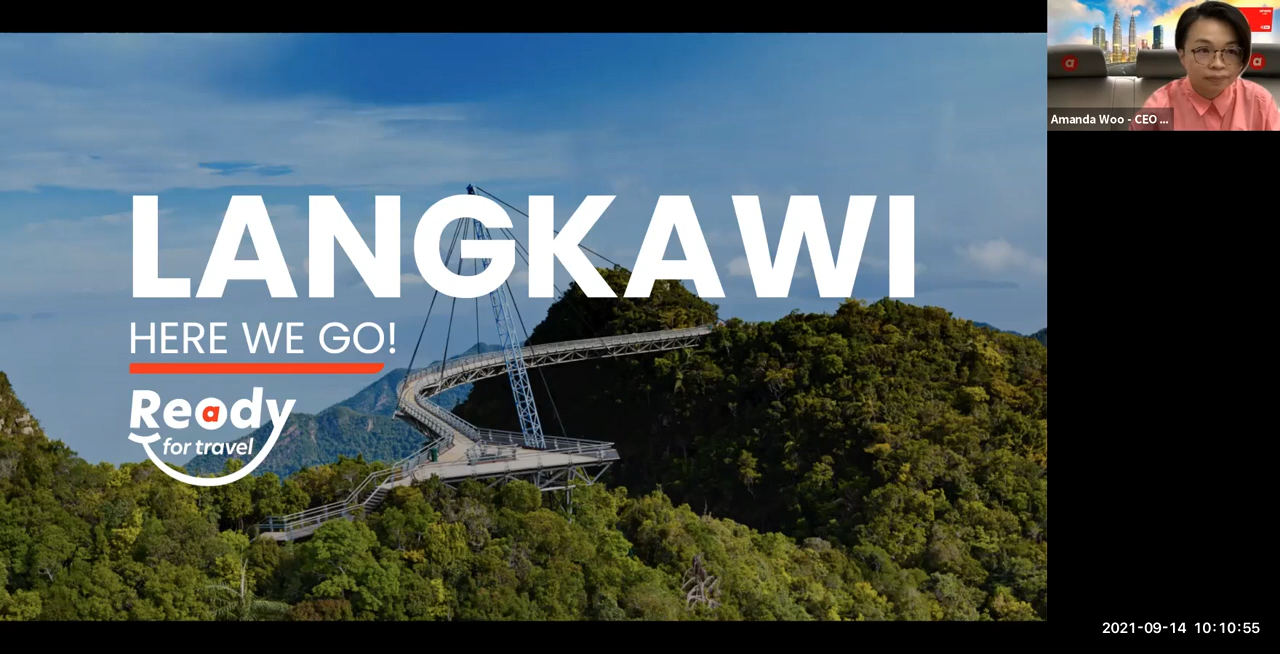 LANGKAWI
HERE WE GO!
Ready
for travel
Amanda Woo - CEO ...
2021-09-14 10:10:55